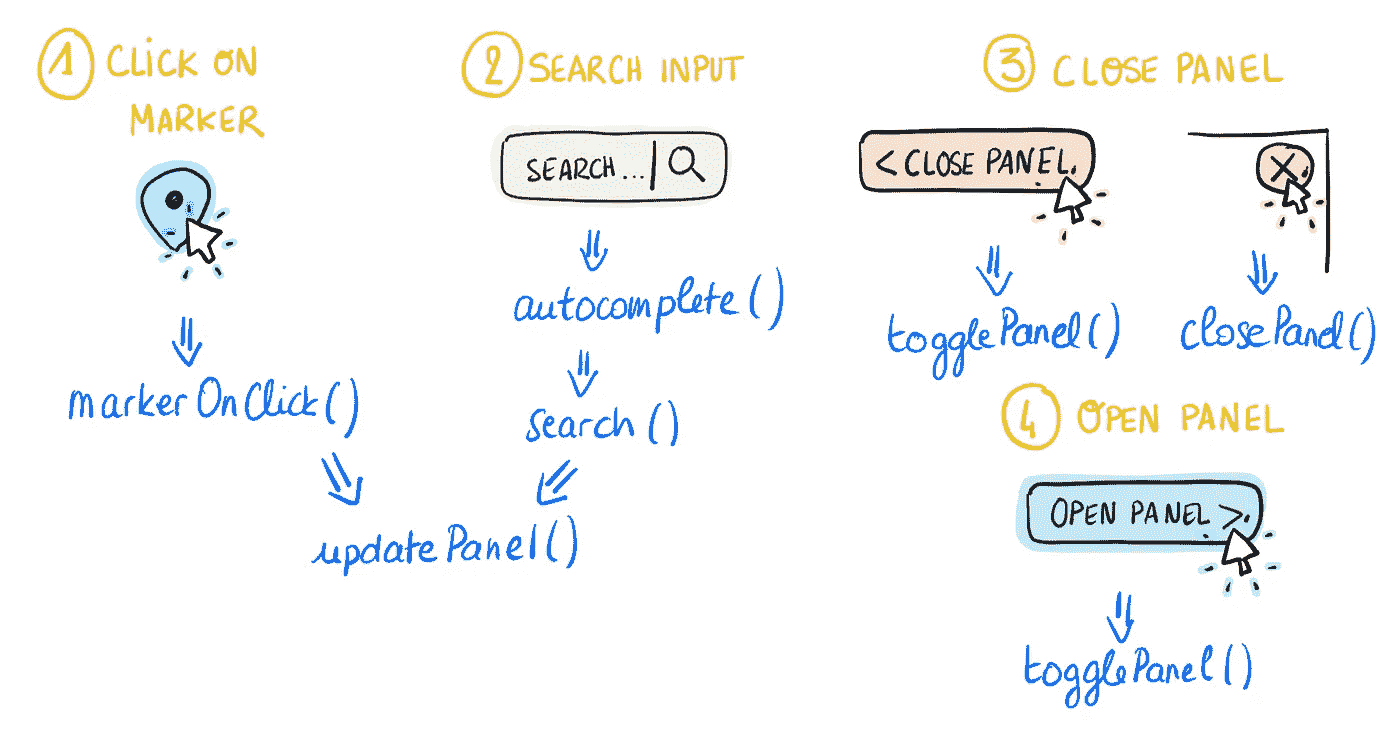 1 CLICK ON
MARKER
markerOnClick()
2 SEARCH INPUT
SEARCH...
autocomplete()
search()
updatePanel()
3 CLOSE PANEL
< CLOSE PANEL
X
togglePanel()
closePanel()
4 OPEN PANEL
OPEN PANEL >
togglePanel()